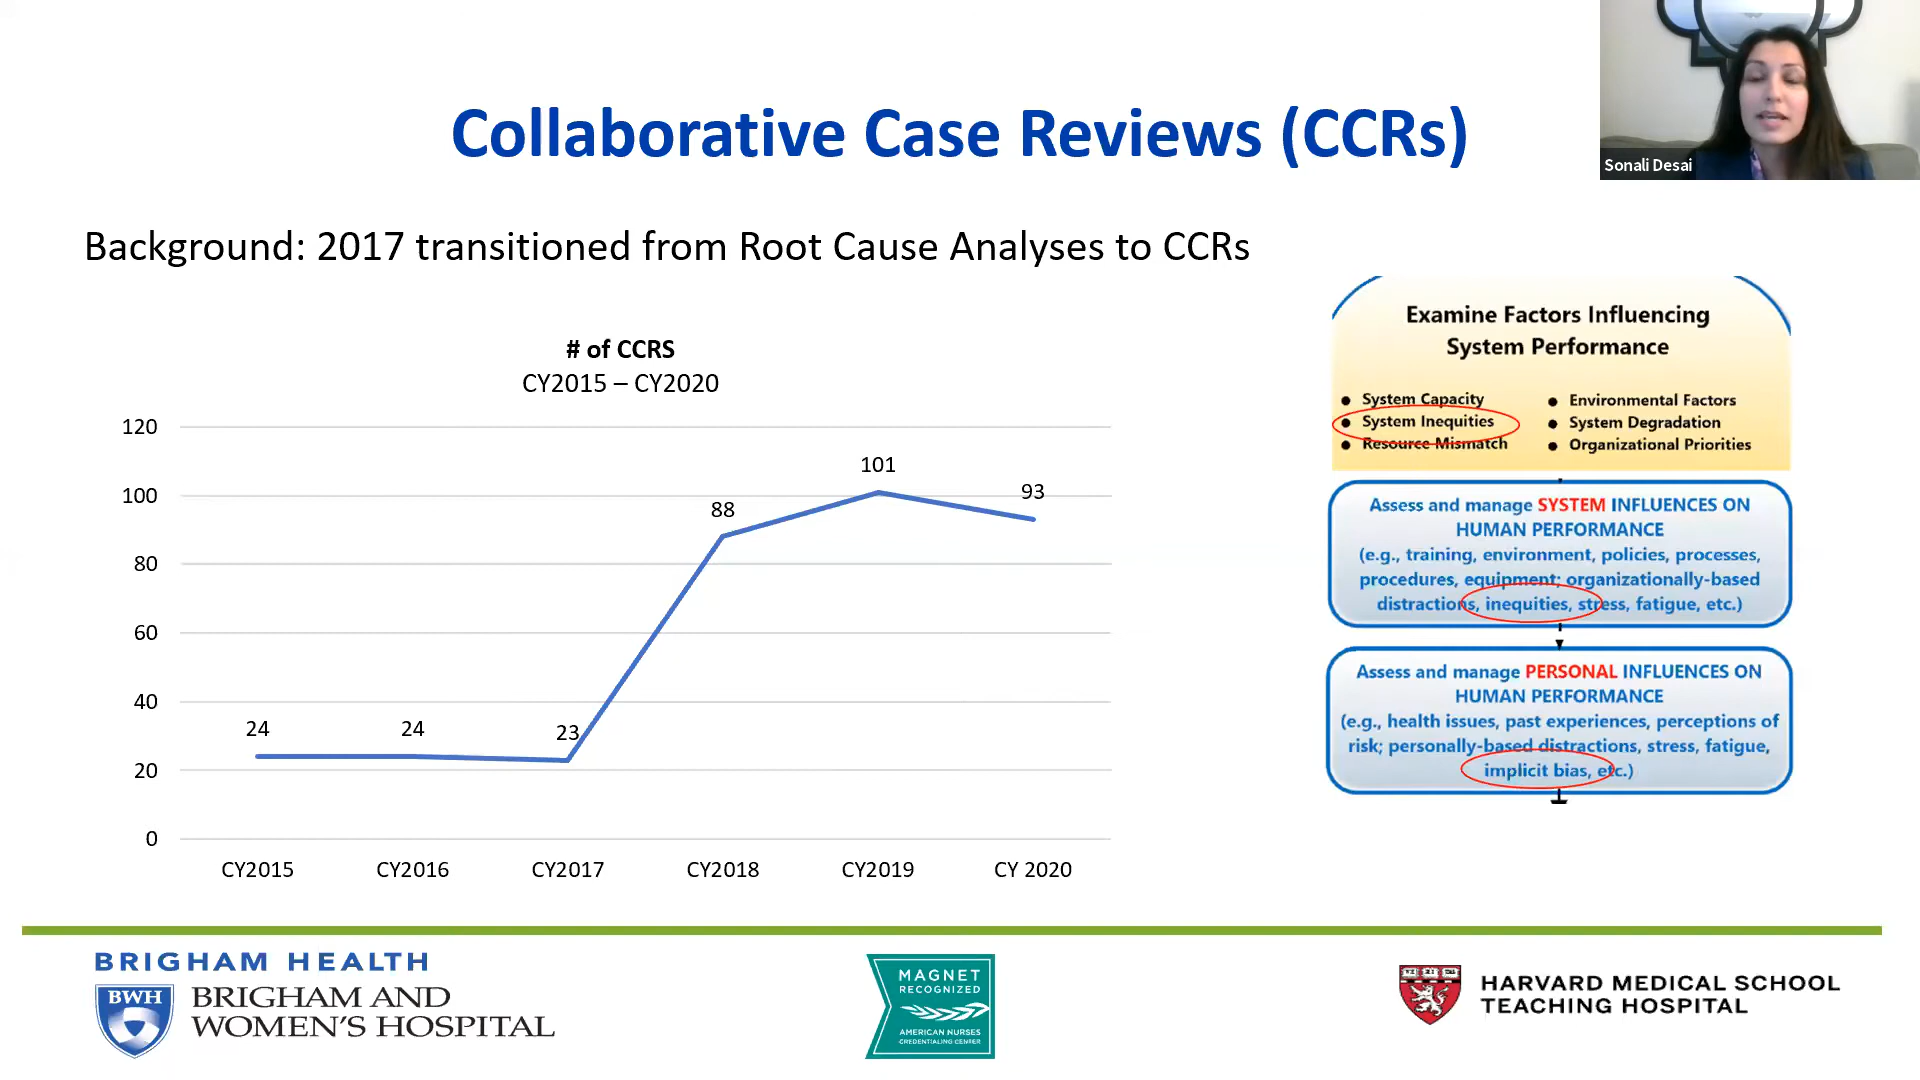 Collaborative Case Reviews (CCRs)
Sonali Desai
Background: 2017 transitioned from Root Cause Analyses to CCRs
# of CCRS
CY2015 – CY2020
120
100
80
60
40
20
0
24
24
23
88
101
93
CY2015
CY2016
CY2017
CY2018
CY2019
CY 2020
Examine Factors Influencing
System Performance
● System Capacity
● System Inequities
● Resource Mismatch
● Environmental Factors
● System Degradation
● Organizational Priorities
Assess and manage SYSTEM INFLUENCES ON
HUMAN PERFORMANCE
(e.g., training, environment, policies, processes,
procedures, equipment; organizationally-based
distractions, inequities, stress, fatigue, etc.)
Assess and manage PERSONAL INFLUENCES ON
HUMAN PERFORMANCE
(e.g., health issues, past experiences, perceptions of
risk; personally-based distractions, stress, fatigue,
implicit bias, etc.)
BRIGHAM HEALTH
BWH
BRIGHAM AND
WOMEN'S HOSPITAL
MAGNET
RECOGNIZED
AMERICAN NURSES
CREDENTIALING CENTER
HARVARD MEDICAL SCHOOL
TEACHING HOSPITAL